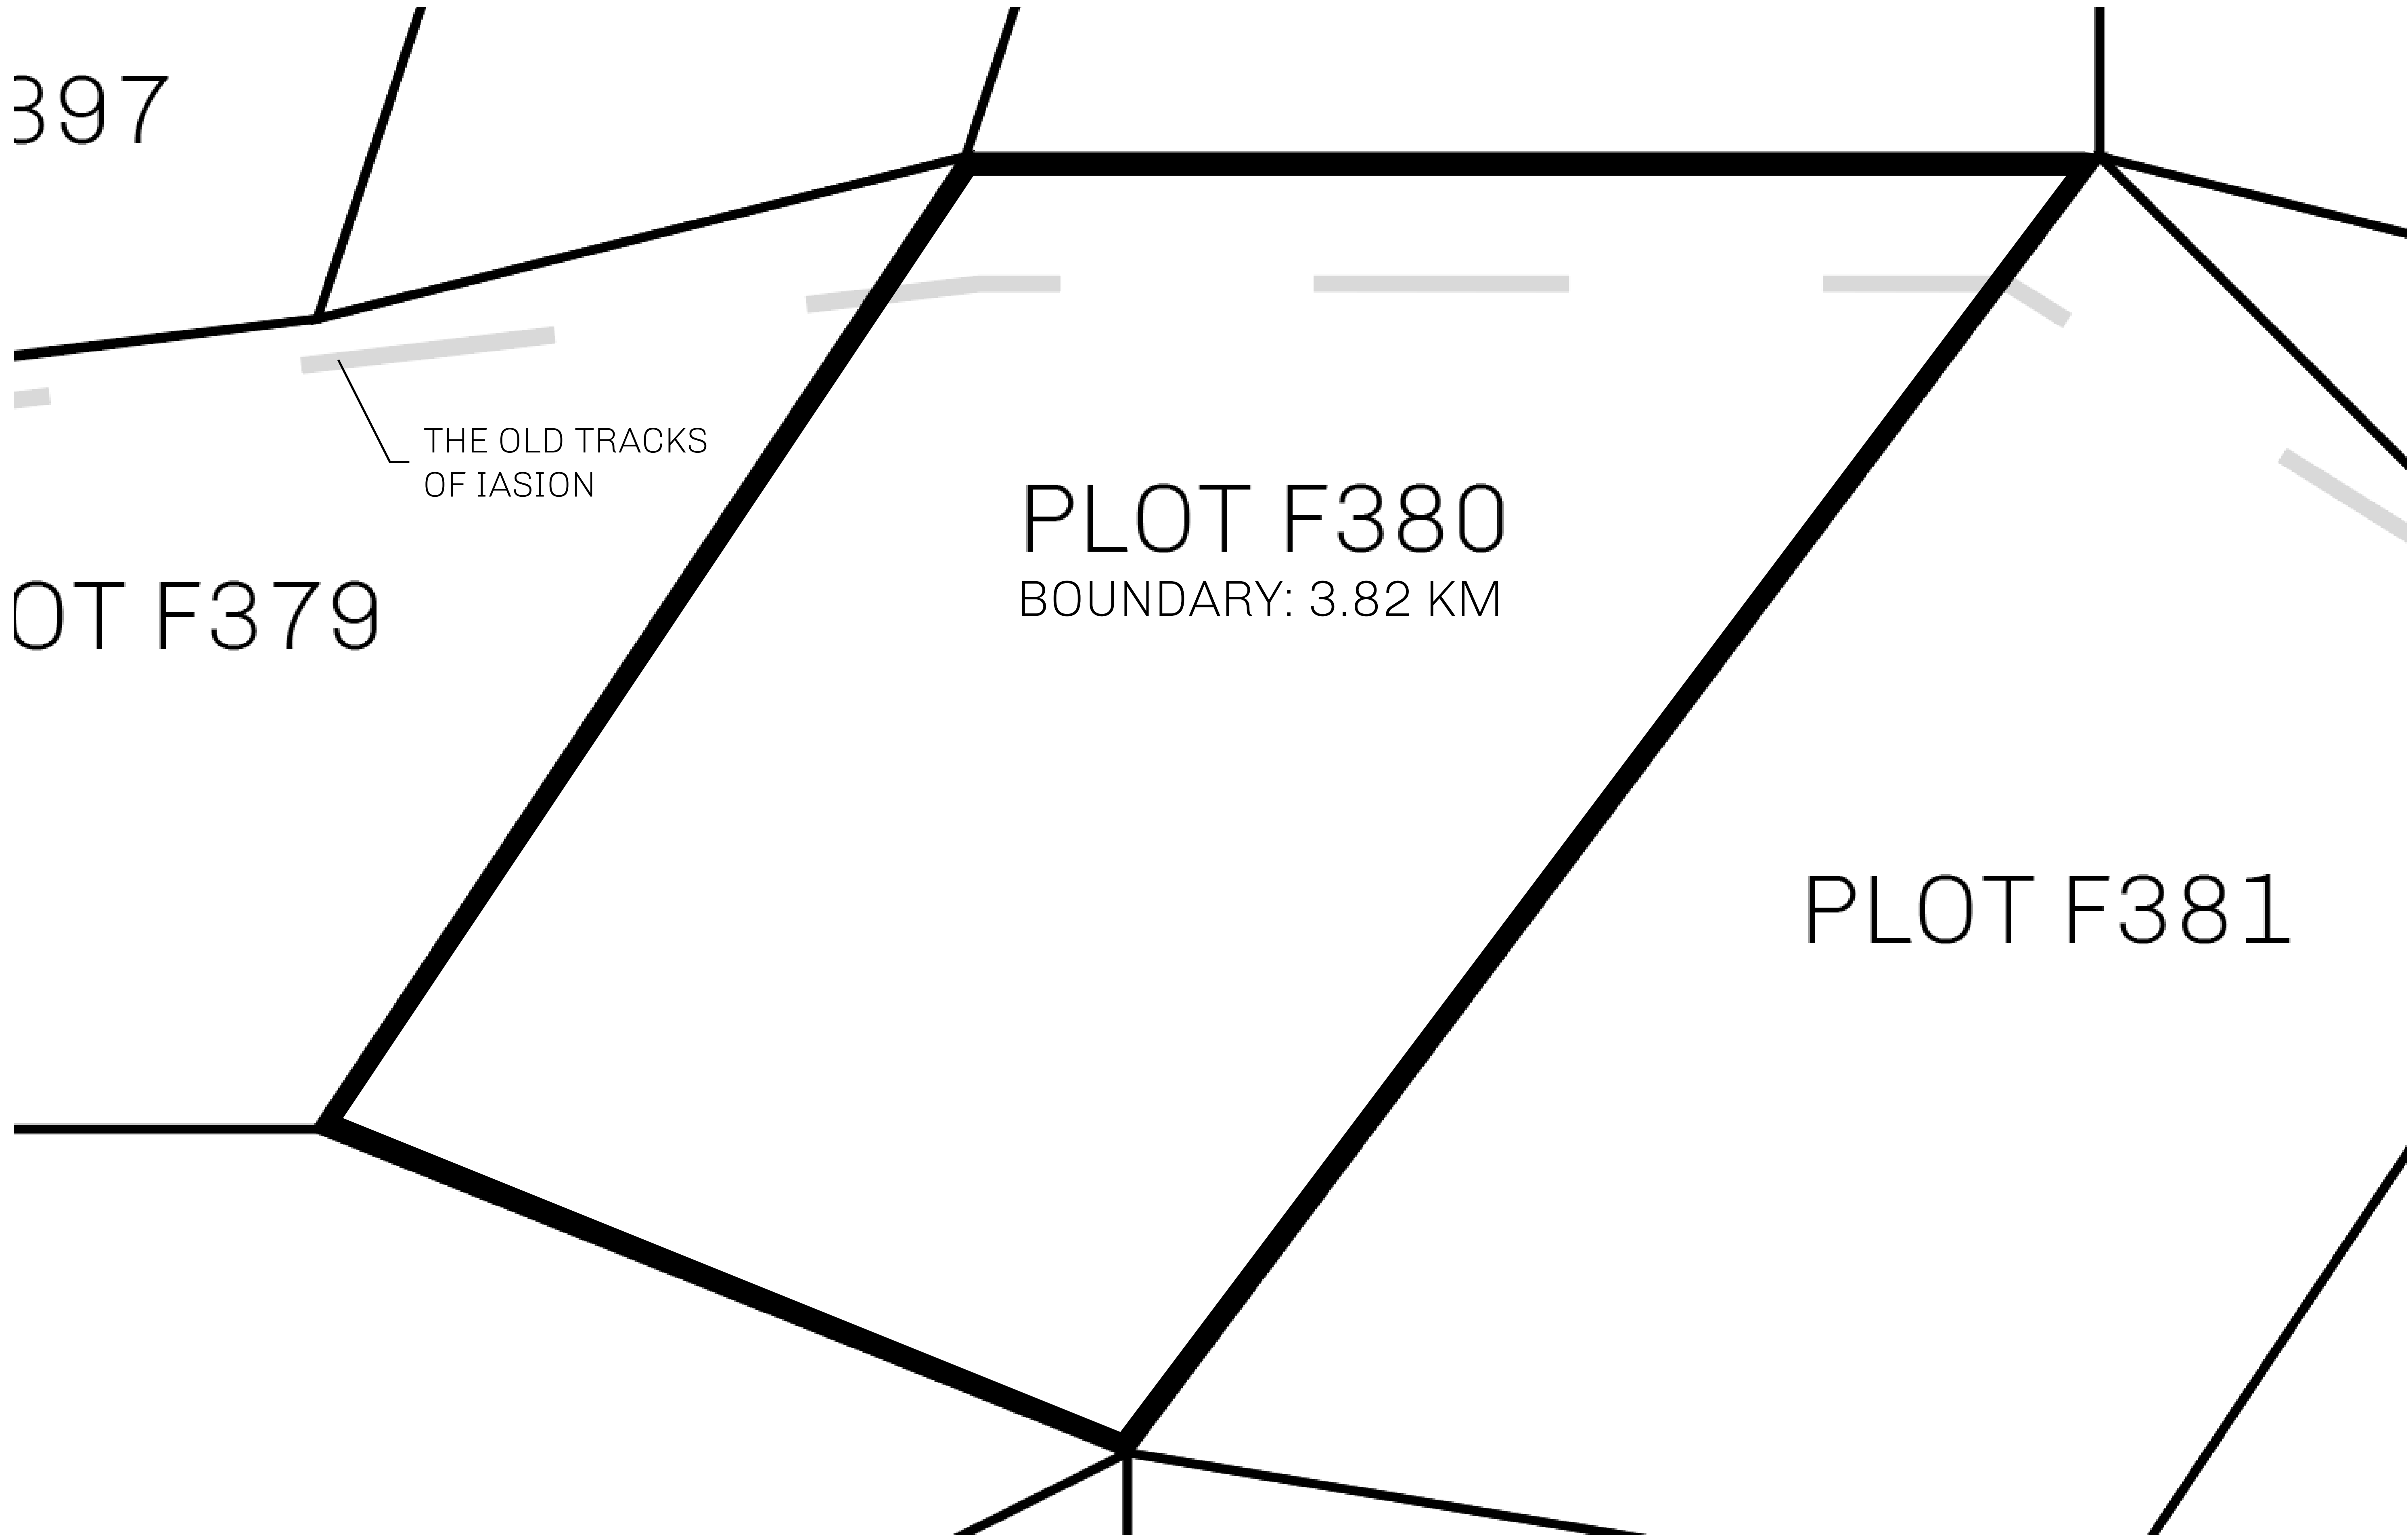 397
THE OLD TRACKS
OF IASION
PLOT F380
BOUNDARY: 3.82 KM
OT F379
PLOT F381